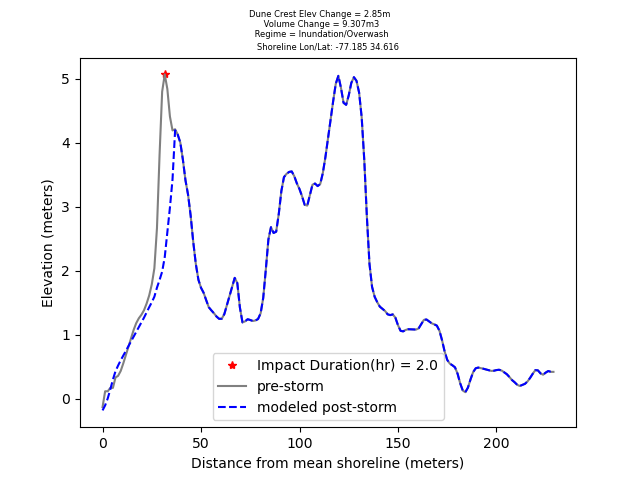 Dune Crest Elev Change = 2.85m
Volume Change = 9.307m3
Regime = Inundation/Overwash
Shoreline Lon/Lat: -77.185 34.616
5
4
3
2
1
0
Elevation (meters)
Impact Duration(hr) = 2.0
pre-storm
modeled post-storm
0 50 100 150 200
Distance from mean shoreline (meters)